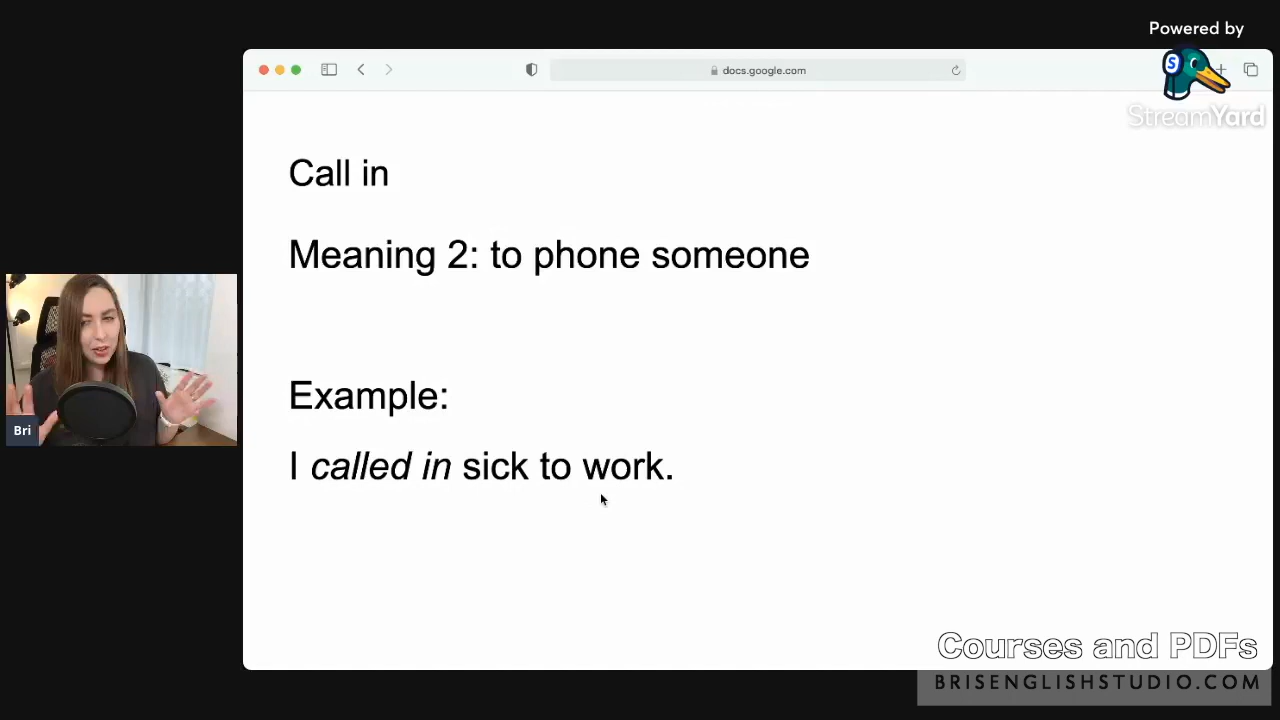 Powered by
docs.google.com
S
StreamYard
Call in
Meaning 2: to phone someone
Example:
I called in sick to work.
Bri
Courses and PDFs
BRISENGLISHSTUDIO.COM